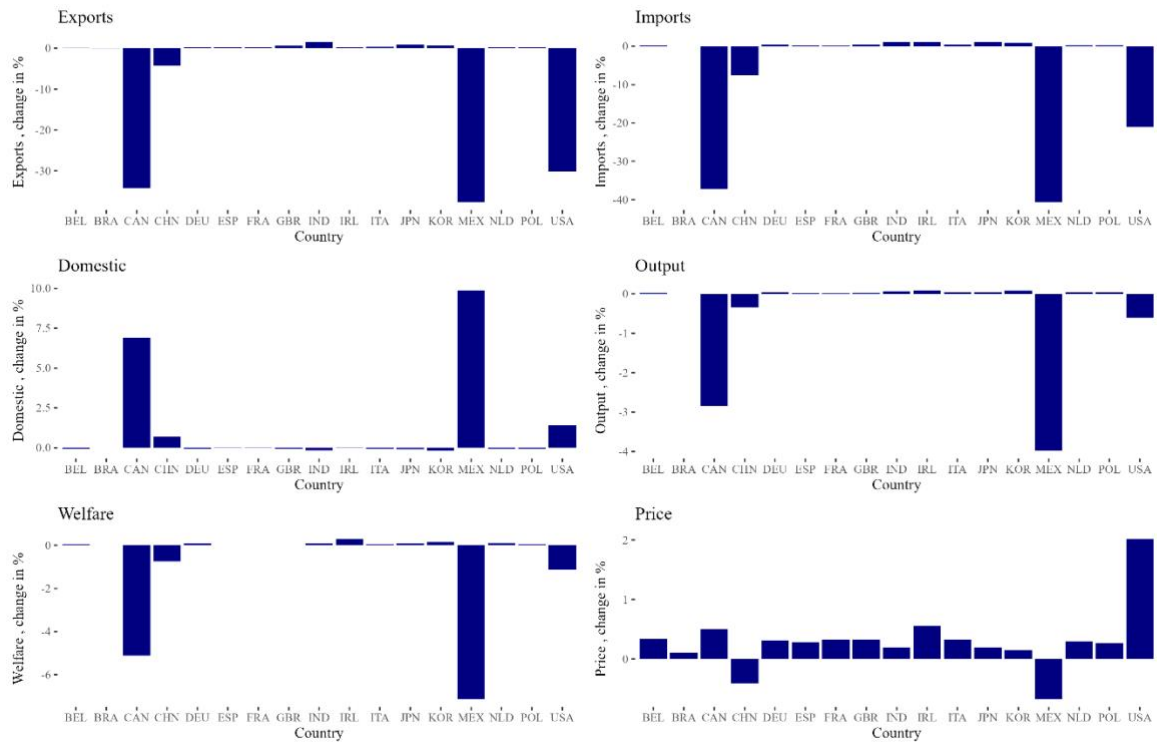 Exports
Exports , change in %
0
-10
-20
-30
BEL BRA CAN CHN DEU ESP FRA GBR IND IRL ITA JPN KOR MEX NLD POL USA
Country
Imports
Imports , change in %
0
-10
-20
-30
-40
BEL BRA CAN CHN DEU ESP FRA GBR IND IRL ITA JPN KOR MEX NLD POL USA
Country
Domestic
Domestic , change in %
10.0
7.5
5.0
2.5
0.0
BEL BRA CAN CHN DEU ESP FRA GBR IND IRL ITA JPN KOR MEX NLD POL USA
Country
Output
Output , change in %
0
-1
-2
-3
-4
BEL BRA CAN CHN DEU ESP FRA GBR IND IRL ITA JPN KOR MEX NLD POL USA
Country
Welfare
Welfare , change in %
0
-2
-4
-6
BEL BRA CAN CHN DEU ESP FRA GBR IND IRL ITA JPN KOR MEX NLD POL USA
Country
Price
Price , change in %
2
1
0
BEL BRA CAN CHN DEU ESP FRA GBR IND IRL ITA JPN KOR MEX NLD POL USA
Country